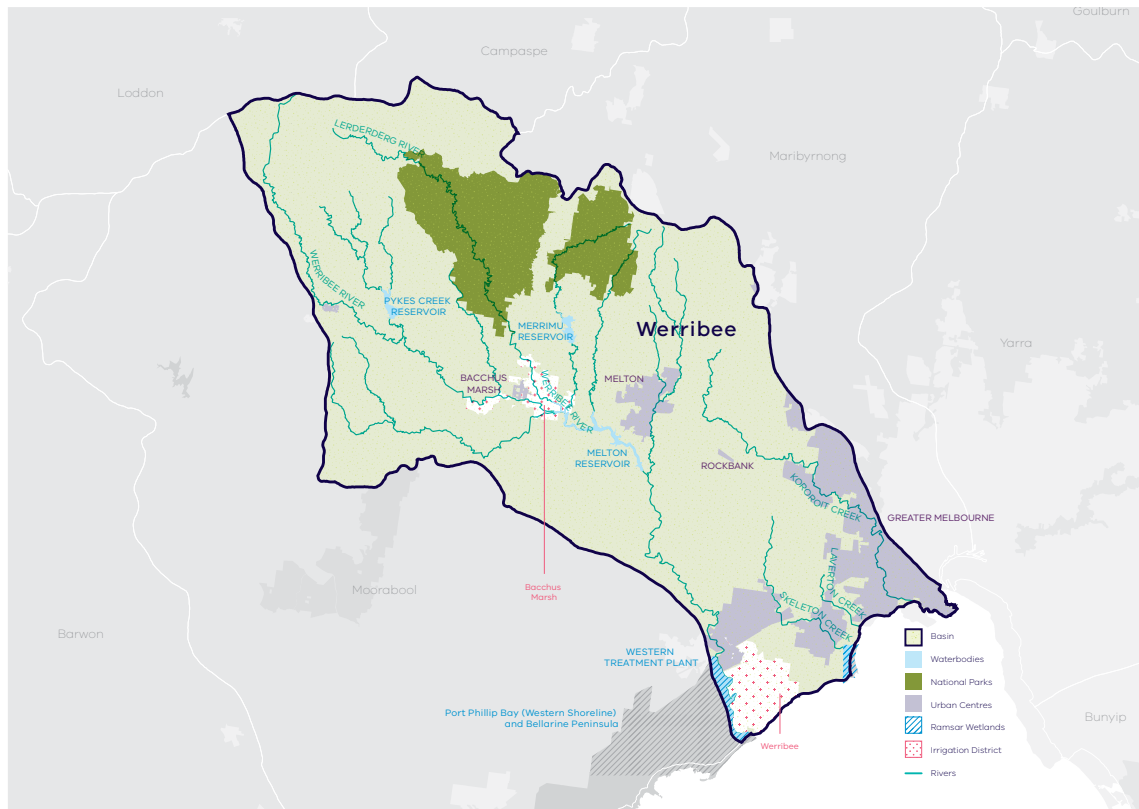 Goulburn
Campaspe
Loddon
LERDERDERG RIVER
Maribyrnong
WERRIBEE RIVER
PYKES CREEK
RESERVOIR
MERRIMU
RESERVOIR
Werribee
Yarra
BACCHUS
MARSH
MELTON
WERRIBEE RIVER
MELTON
RESERVOIR
ROCKBANK
KOROROIT CREEK
GREATER MELBOURNE
Bacchus
Marsh
Moorabool
LAVERTON CREEK
SKELETON CREEK
Barwon
WESTERN
TREATMENT PLANT
Port Phillip Bay (Western Shoreline)
and Bellarine Peninsula
Werribee
Bunyip
Basin
Waterbodies
National Parks
Urban Centres
Ramsar Wetlands
Irrigation District
Rivers